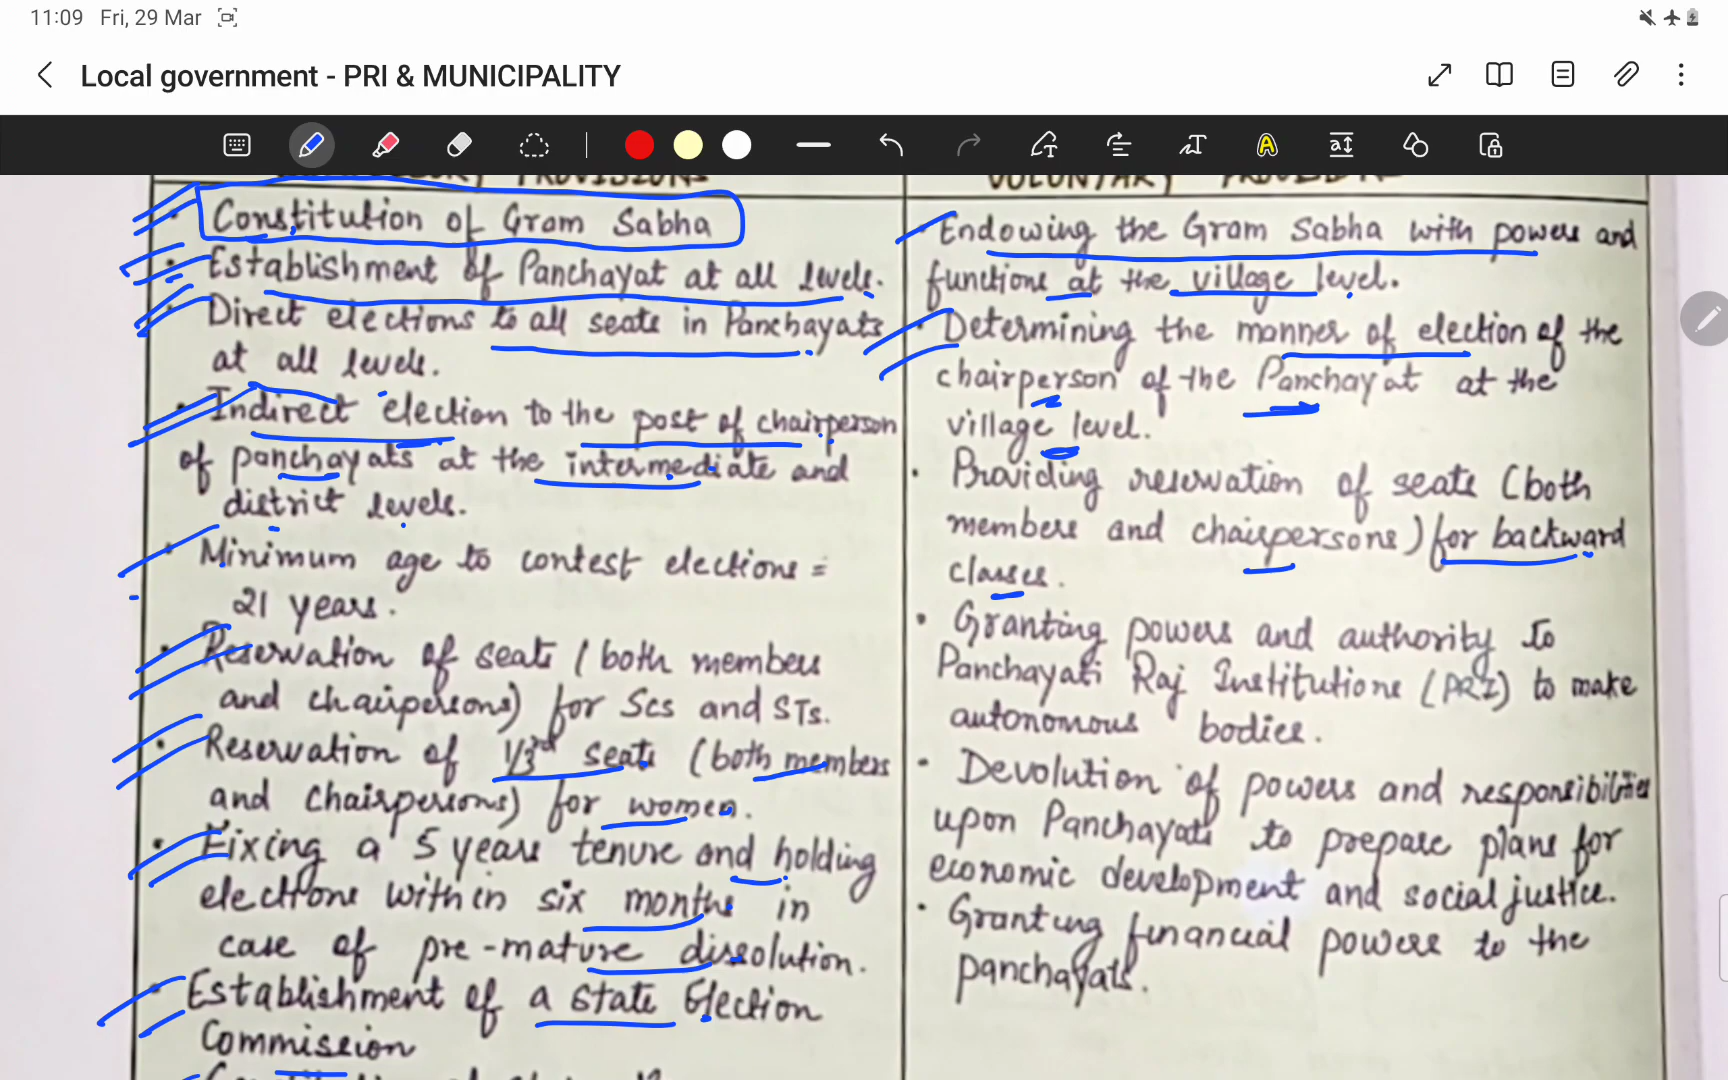 11:09 Fri, 29 Mar
Local government - PRI & MUNICIPALITY
PROVISIONS
VOLUNTARY
• Constitution of Gram Sabha
• Establishment of Panchayat at all levels.
• Direct elections to all seats in Panchayats
at all levels.
• Indirect election to the post of chairperson
of panchayats at the intermediate and
district levels.
• Minimum age to contest elections =
21 years.
• Reservation of seats (both members
and chairpersons) for Scs and STs.
• Reservation of 1/3rd seats (both members
and chairpersons) for women.
• Fixing a 5 years tenure and holding
elections within six months in
case of pre-mature dissolution.
• Establishment of a state Election
Commission
• Endowing the Gram Sabha with powers and
functions at the village level.
• Determining the manner of election of the
chairperson of the Panchayat at the
village level.
• Providing reservation of seats (both
members and chairpersons) for backward
classes.
• Granting powers and authority to
Panchayati Raj Institutions (PRI) to make
autonomous bodies.
• Devolution of powers and responsibilities
upon Panchayats to prepare plans for
economic development and social justice.
• Granting financial powers to the
panchayats.